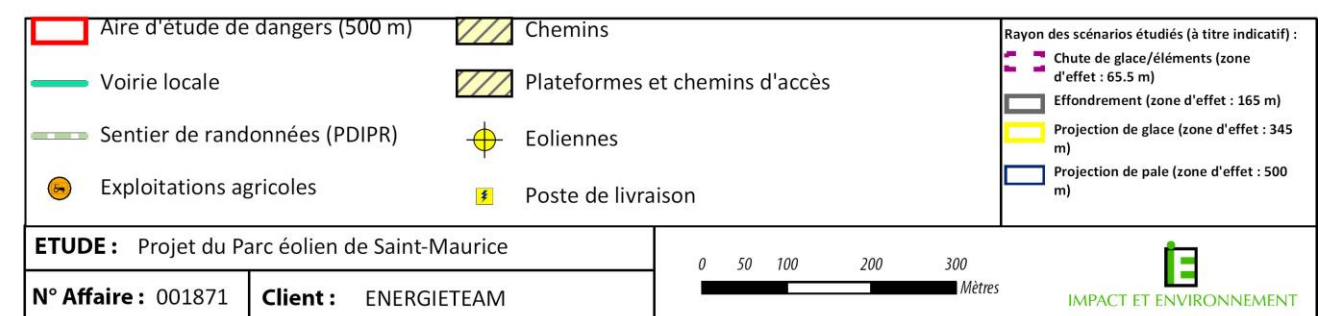 Aire d'étude de dangers (500 m)
Voirie locale
Sentier de randonnées (PDIPR)
Exploitations agricoles
Chemins
Plateformes et chemins d'accès
Eoliennes
Poste de livraison
Rayon des scénarios étudiés (à titre indicatif) :
Chute de glace/éléments (zone
d'effet : 65.5 m)
Effondrement (zone d'effet : 165 m)
Projection de glace (zone d'effet : 345
m)
Projection de pale (zone d'effet : 500
m)
ETUDE : Projet du Parc éolien de Saint-Maurice
N° Affaire : 001871 Client : ENERGIETEAM
0 50 100 200 300
Mètres
iE
IMPACT ET ENVIRONNEMENT